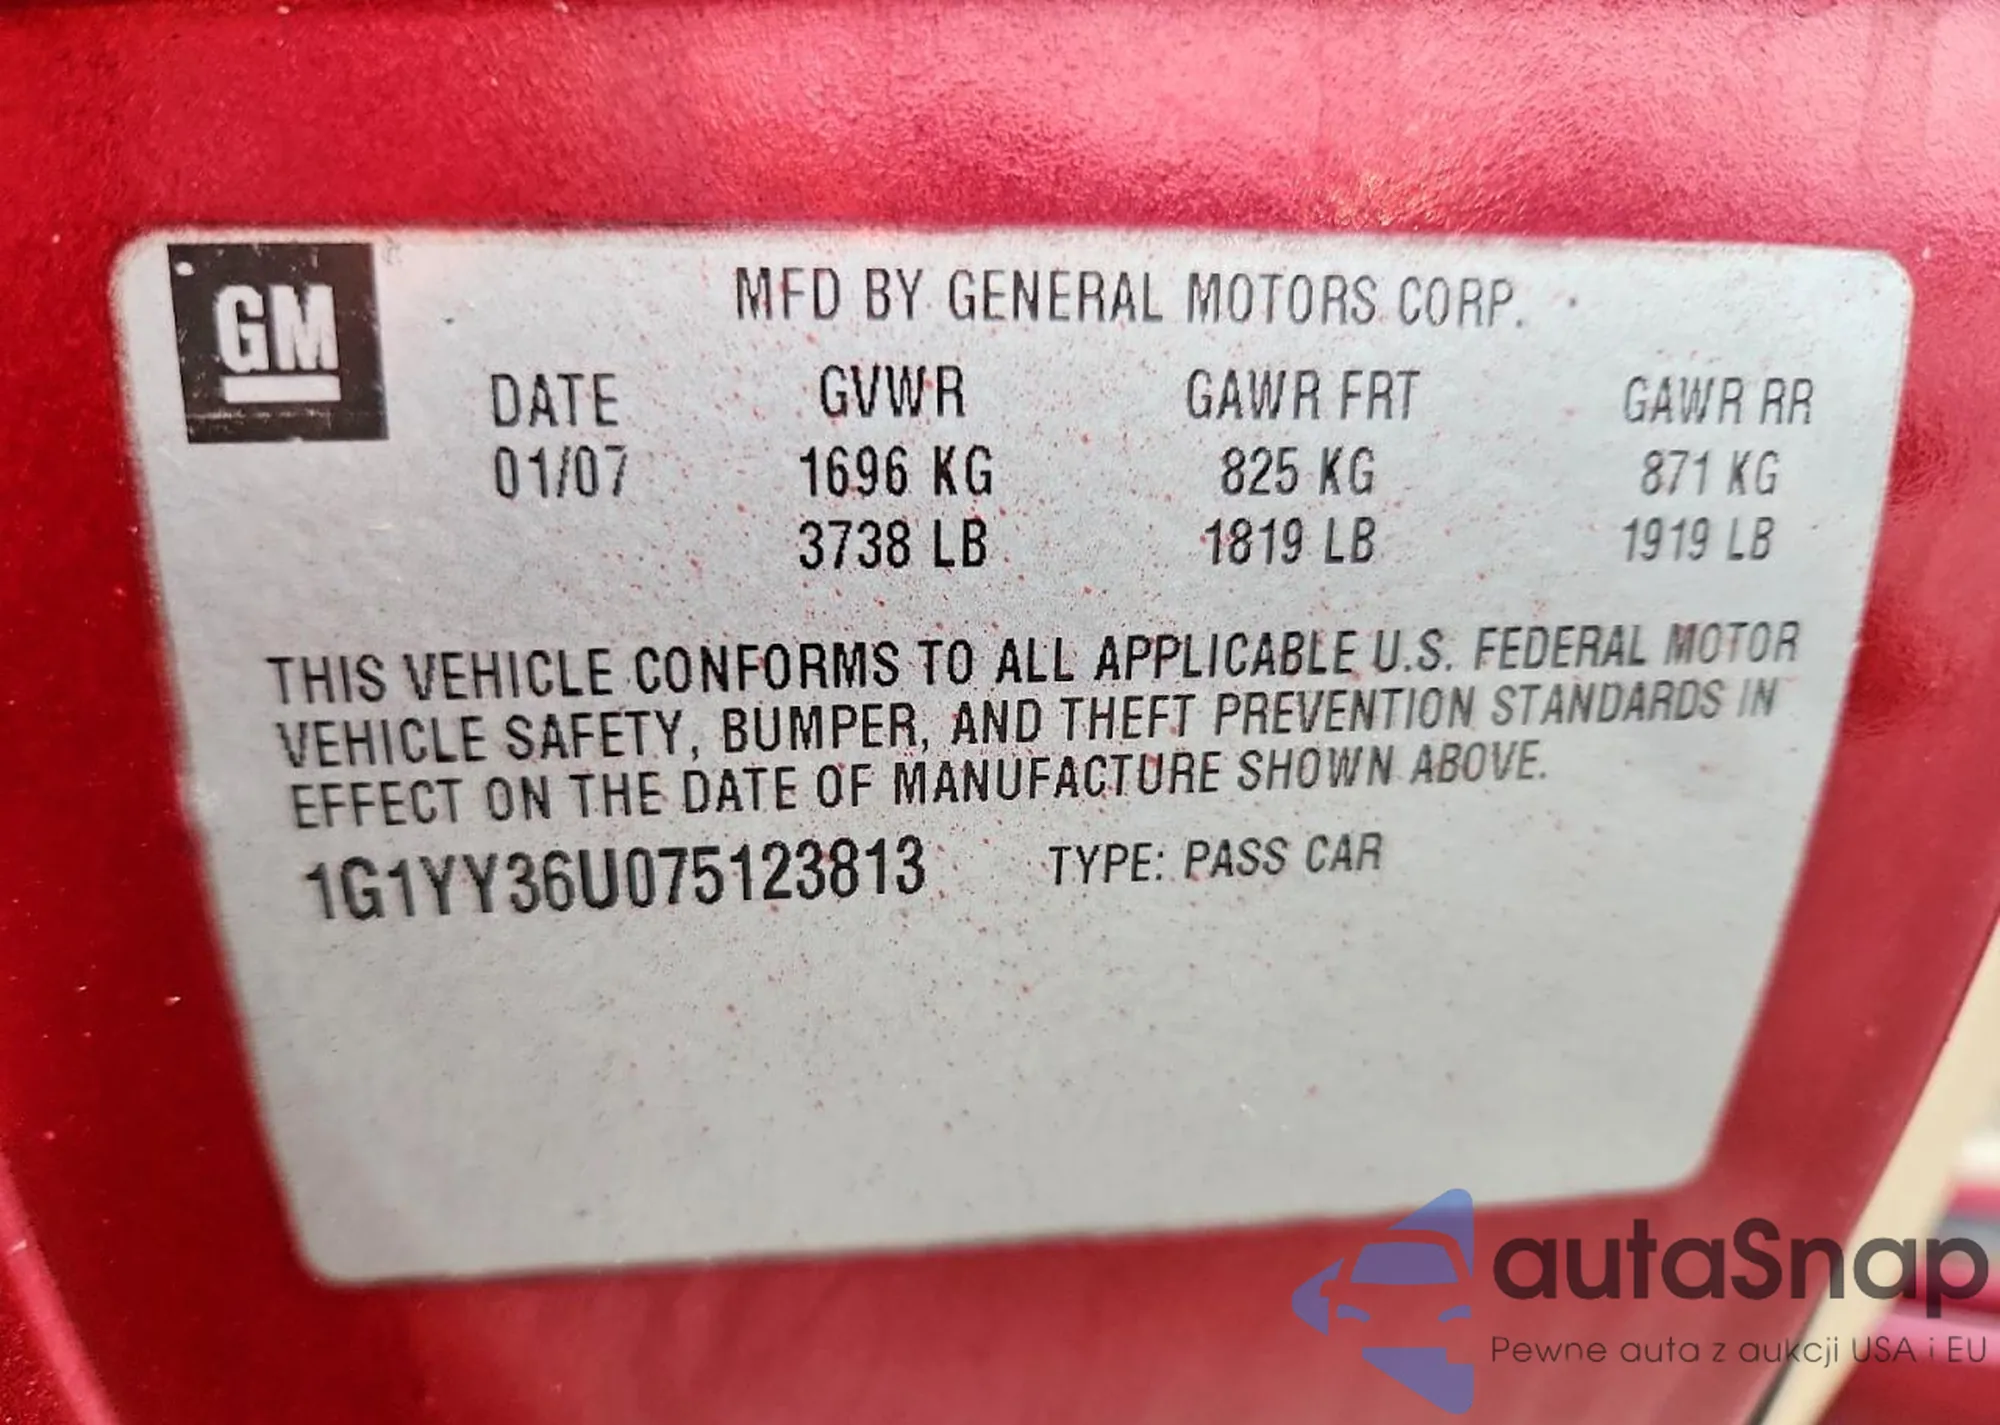 GM
MFD BY GENERAL MOTORS CORP.
DATE GVWR GAWR FRT GAWR RR
01/07 1696 KG 825 KG 871 KG
3738 LB 1819 LB 1919 LB
THIS VEHICLE CONFORMS TO ALL APPLICABLE U.S. FEDERAL MOTOR
VEHICLE SAFETY, BUMPER, AND THEFT PREVENTION STANDARDS IN
EFFECT ON THE DATE OF MANUFACTURE SHOWN ABOVE.
1G1YY36U075123813 TYPE: PASS CAR
autaSnap
Pewne auta z aukcji USA i EU